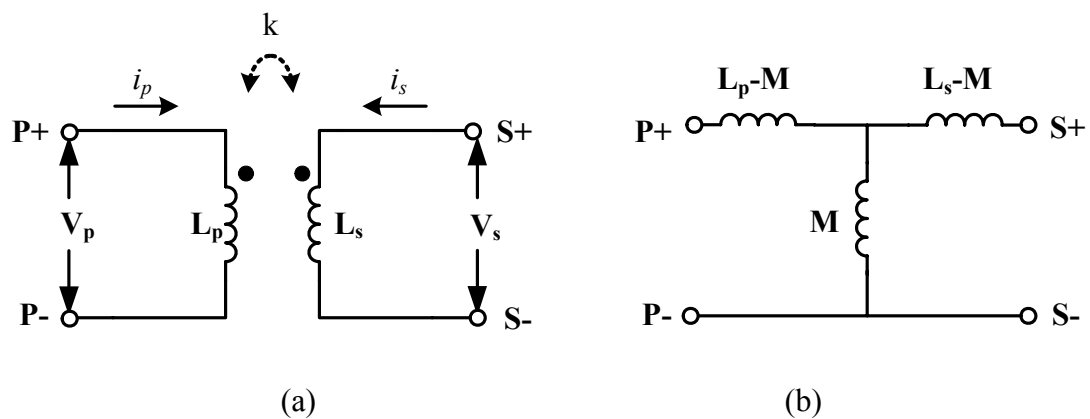 k
i_p
i_s
L_p-M
L_s-M
P+
S+
P+
S+
V_p
L_p
L_s
V_s
M
P-
S-
P-
S-
(a)
(b)